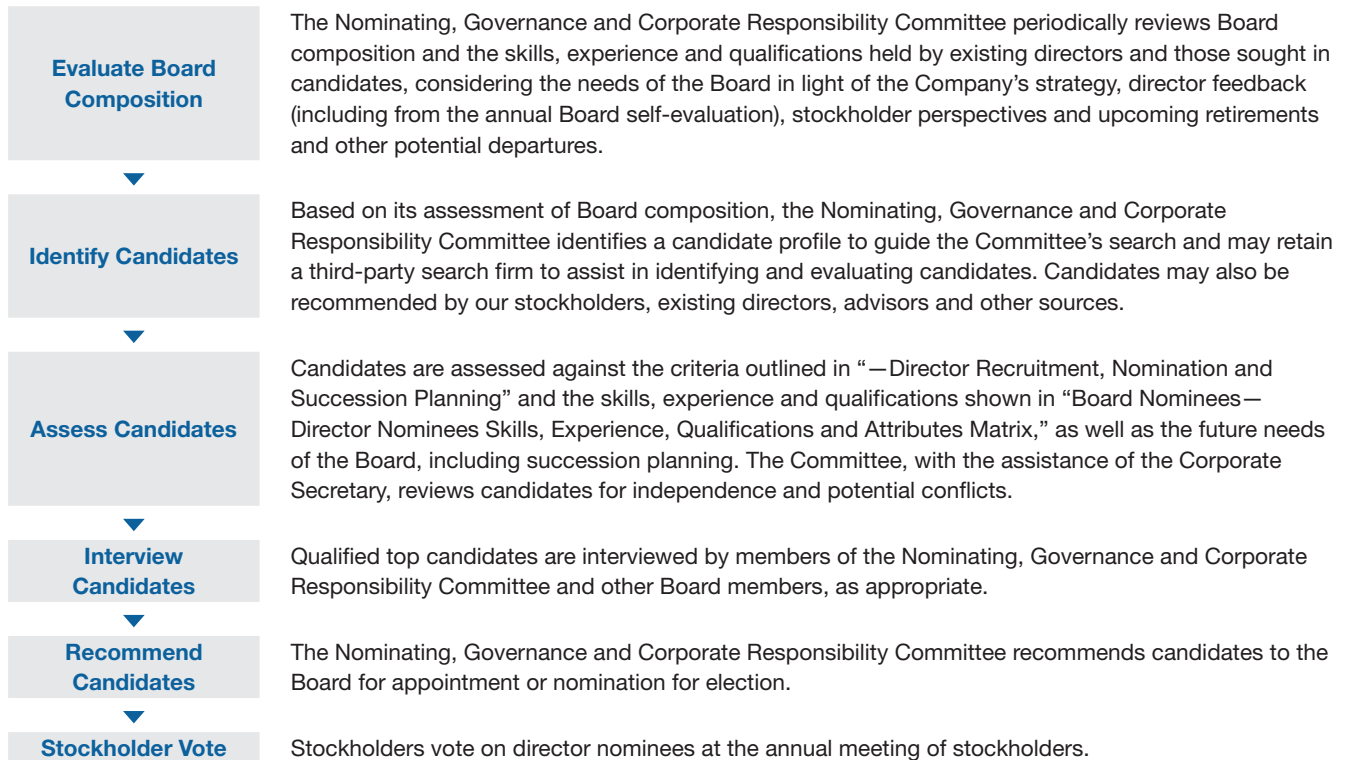 Evaluate Board
Composition
The Nominating, Governance and Corporate Responsibility Committee periodically reviews Board
composition and the skills, experience and qualifications held by existing directors and those sought in
candidates, considering the needs of the Board in light of the Company’s strategy, director feedback
(including from the annual Board self-evaluation), stockholder perspectives and upcoming retirements
and other potential departures.
Identify Candidates
Based on its assessment of Board composition, the Nominating, Governance and Corporate
Responsibility Committee identifies a candidate profile to guide the Committee’s search and may retain
a third-party search firm to assist in identifying and evaluating candidates. Candidates may also be
recommended by our stockholders, existing directors, advisors and other sources.
Assess Candidates
Candidates are assessed against the criteria outlined in “—Director Recruitment, Nomination and
Succession Planning” and the skills, experience and qualifications shown in “Board Nominees—
Director Nominees Skills, Experience, Qualifications and Attributes Matrix,” as well as the future needs
of the Board, including succession planning. The Committee, with the assistance of the Corporate
Secretary, reviews candidates for independence and potential conflicts.
Interview
Candidates
Qualified top candidates are interviewed by members of the Nominating, Governance and Corporate
Responsibility Committee and other Board members, as appropriate.
Recommend
Candidates
The Nominating, Governance and Corporate Responsibility Committee recommends candidates to the
Board for appointment or nomination for election.
Stockholder Vote
Stockholders vote on director nominees at the annual meeting of stockholders.